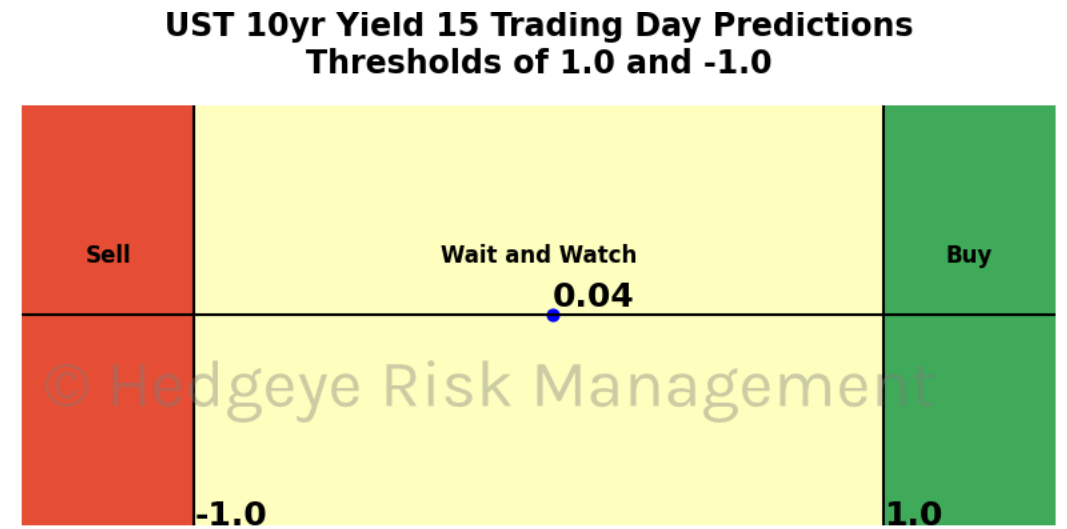 UST 10yr Yield 15 Trading Day Predictions
Thresholds of 1.0 and -1.0
Sell
Wait and Watch
Buy
0.04
© Hedgeye Risk Management
-1.0
1.0